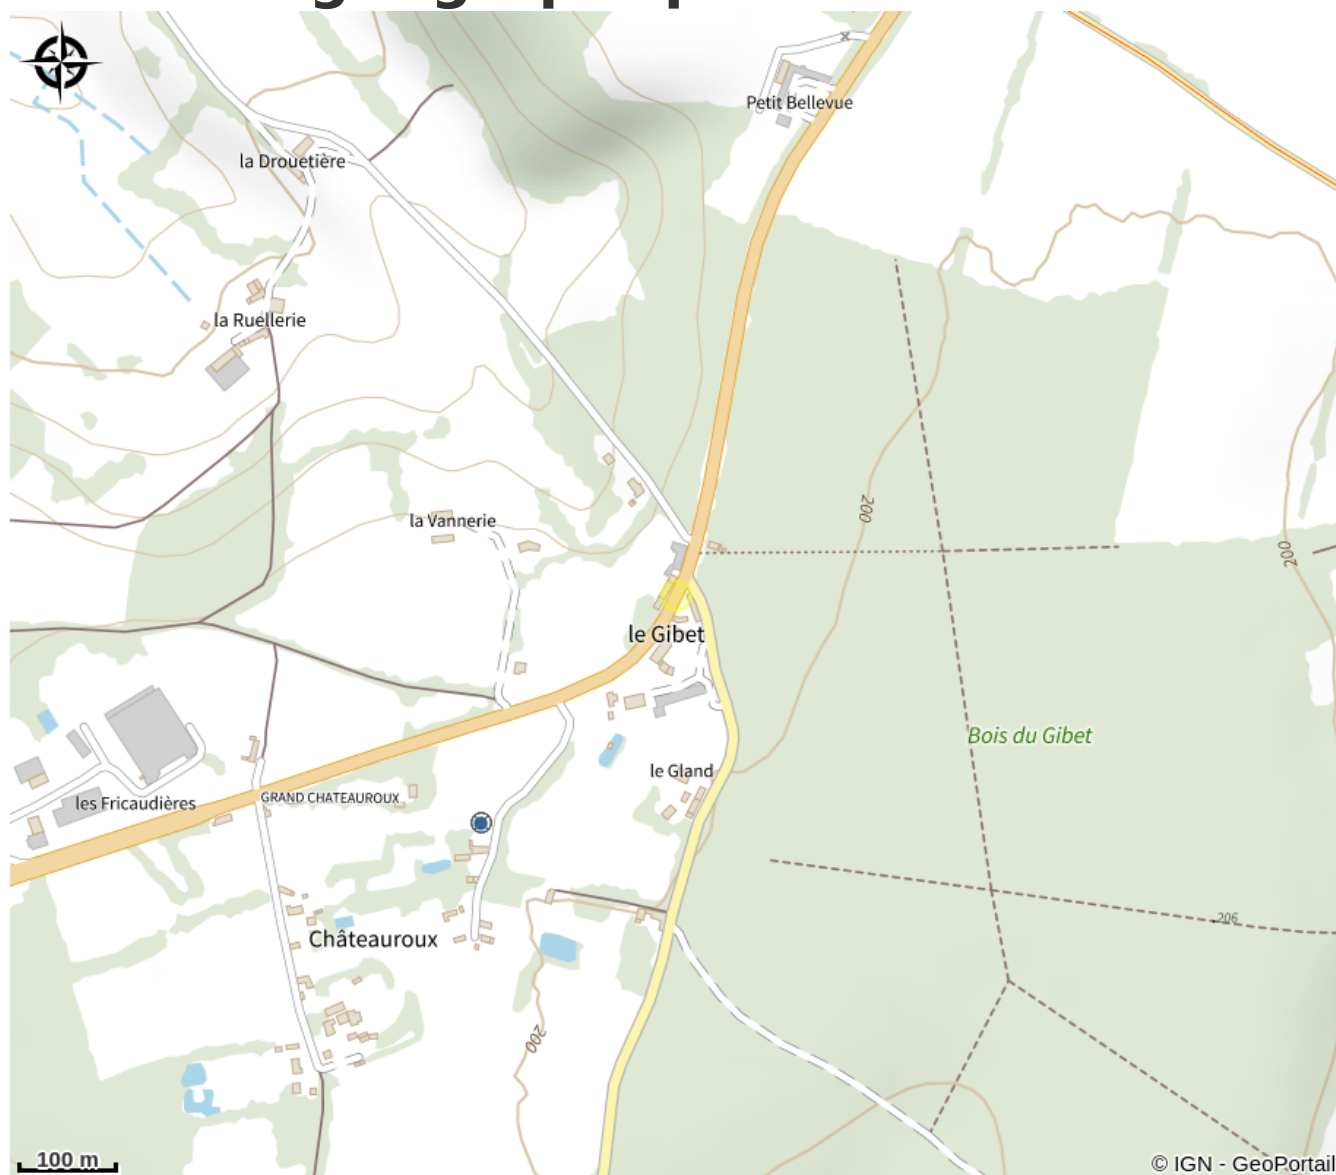 Petit Bellevue
la Drouetière
la Ruellerie
200
la Vannerie
200
le Gibet
Bois du Gibet
le Gland
GRAND CHATEAUROUX
les Fricaudières
206
Châteauroux
200
100 m
© IGN - GeoPortail